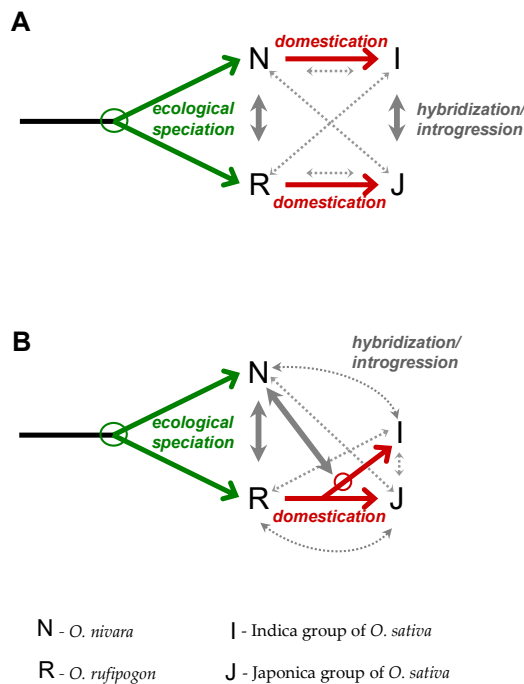 A
domestication
N
I
ecological
speciation
hybridization/
introgression
R
J
domestication
B
hybridization/
introgression
N
ecological
speciation
I
R
J
domestication
N - O. nivara
I - Indica group of O. sativa
R - O. rufipogon
J - Japonica group of O. sativa